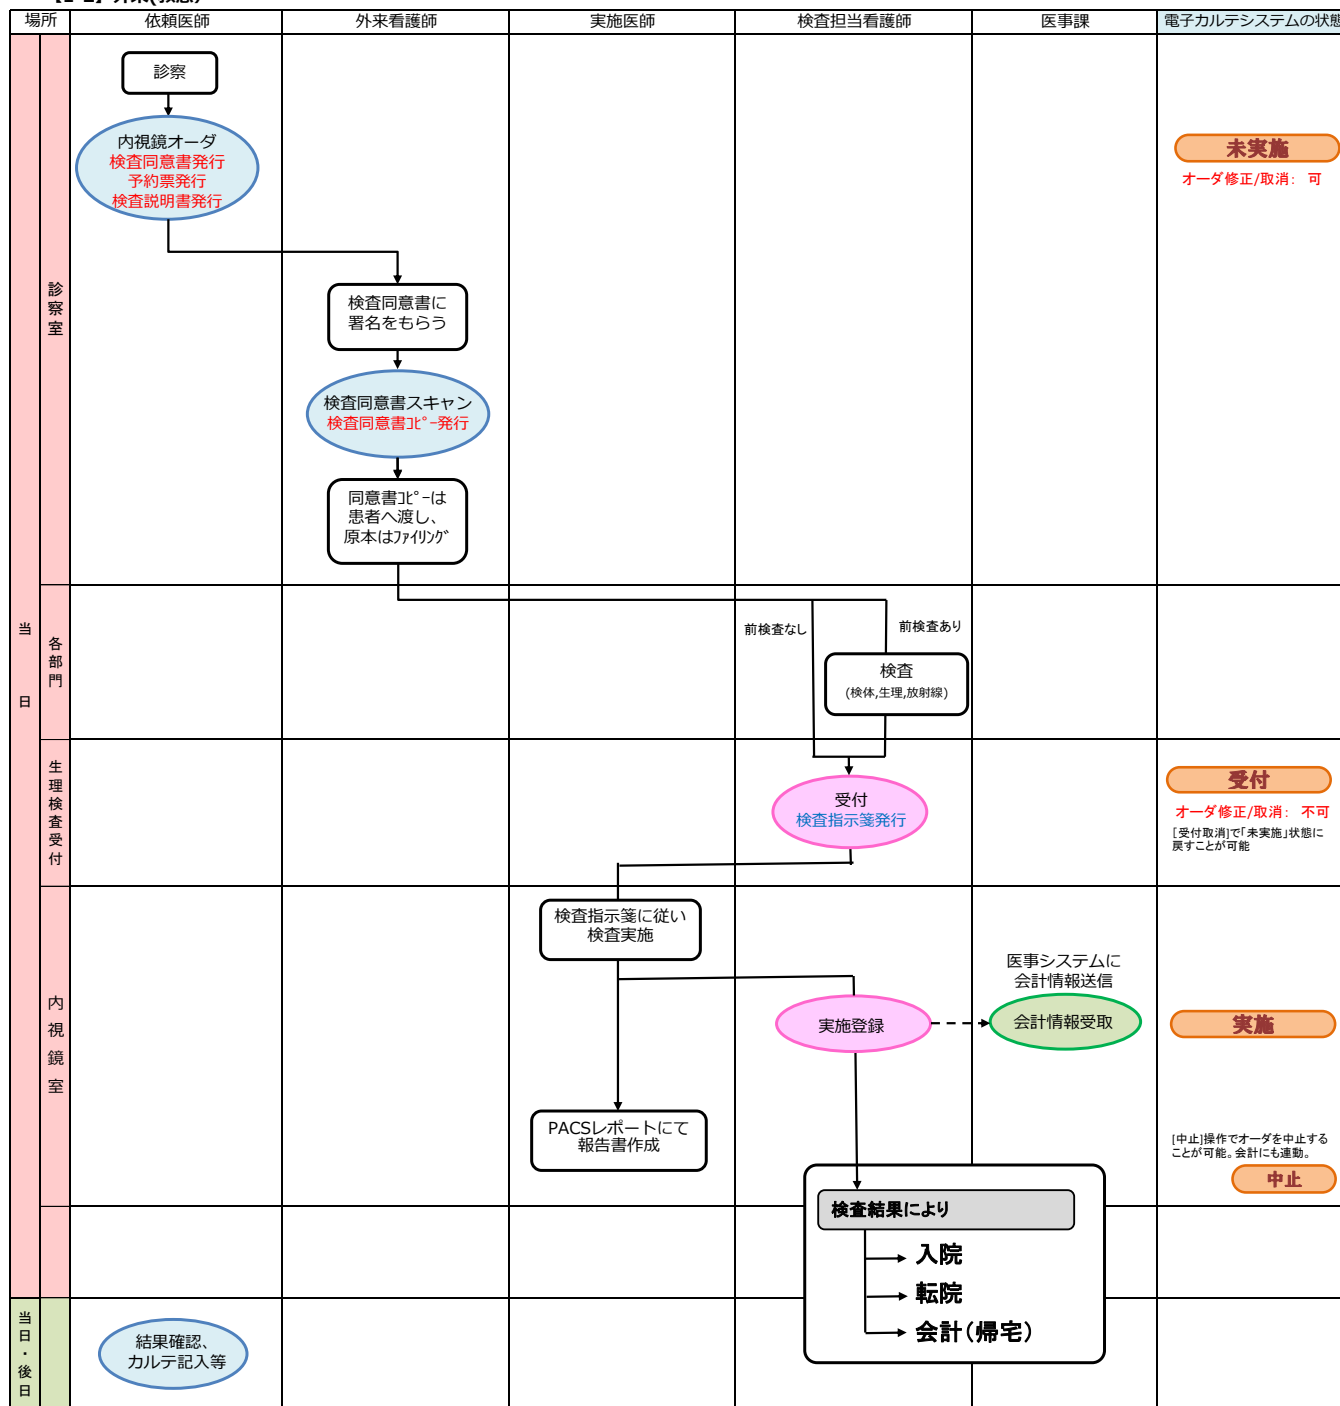 場所
依頼医師
外来看護師
実施医師
検査担当看護師
医事課
電子カルテシステムの状態
当日
診察室
診察
内視鏡オーダ
検査同意書発行
予約票発行
検査説明書発行
未実施
オーダ修正/取消： 可
検査同意書に
署名をもらう
検査同意書スキャン
検査同意書ｺﾋﾟｰ発行
同意書ｺﾋﾟｰは
患者へ渡し、
原本はﾌｧｲﾘﾝｸﾞ
各部門
前検査なし
前検査あり
検査
(検体,生理,放射線)
生理検査受付
受付
検査指示箋発行
受付
オーダ修正/取消： 不可
［受付取消］で「未実施」状態に
戻すことが可能
内視鏡室
検査指示箋に従い
検査実施
医事システムに
会計情報送信
実施登録
会計情報受取
実施
PACSレポートにて
報告書作成
[中止]操作でオーダを中止する
ことが可能。会計にも連動。
中止
検査結果により
入院
転院
会計（帰宅）
当日・後日
結果確認、
カルテ記入等